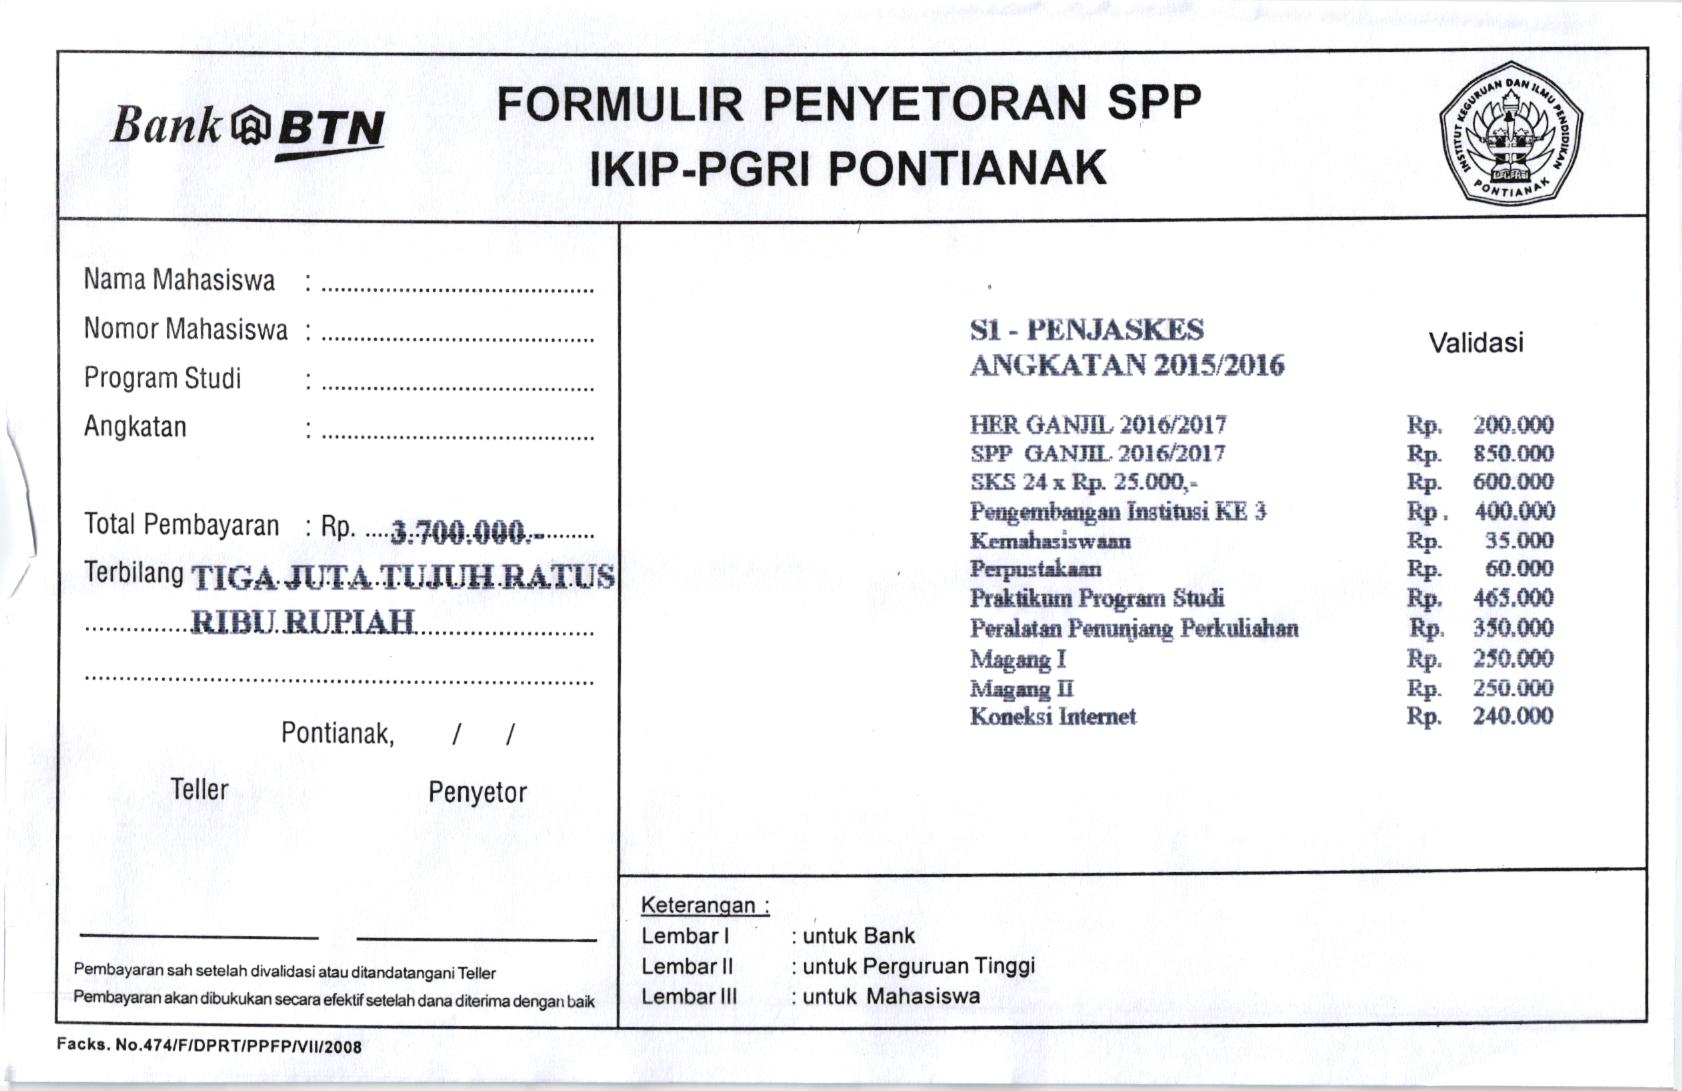 Bank BTN
FORMULIR PENYETORAN SPP
IKIP-PGRI PONTIANAK
INSTITUT KEGURUAN DAN ILMU PENDIDIKAN
PONTIANAK
Nama Mahasiswa : ..........................................
Nomor Mahasiswa : ..........................................
Program Studi : ..........................................
Angkatan : ..........................................
Total Pembayaran : Rp. ....3.700.000.-........
Terbilang TIGA JUTA TUJUH RATUS
................RIBU RUPIAH............................
................................................................................
Pontianak, / /
Teller Penyetor
Pembayaran sah setelah divalidasi atau ditandatangani Teller
Pembayaran akan dibukukan secara efektif setelah dana diterima dengan baik
S1 - PENJASKES
ANGKATAN 2015/2016
Validasi
HER GANJIL 2016/2017 Rp. 200.000
SPP GANJIL 2016/2017 Rp. 850.000
SKS 24 x Rp. 25.000,- Rp. 600.000
Pengembangan Institusi KE 3 Rp. 400.000
Kemahasiswaan Rp. 35.000
Perpustakaan Rp. 60.000
Praktikum Program Studi Rp. 465.000
Peralatan Penunjang Perkuliahan Rp. 350.000
Magang I Rp. 250.000
Magang II Rp. 250.000
Koneksi Internet Rp. 240.000
Keterangan :
Lembar I : untuk Bank
Lembar II : untuk Perguruan Tinggi
Lembar III : untuk Mahasiswa
Facks. No.474/F/DPRT/PPFP/VII/2008